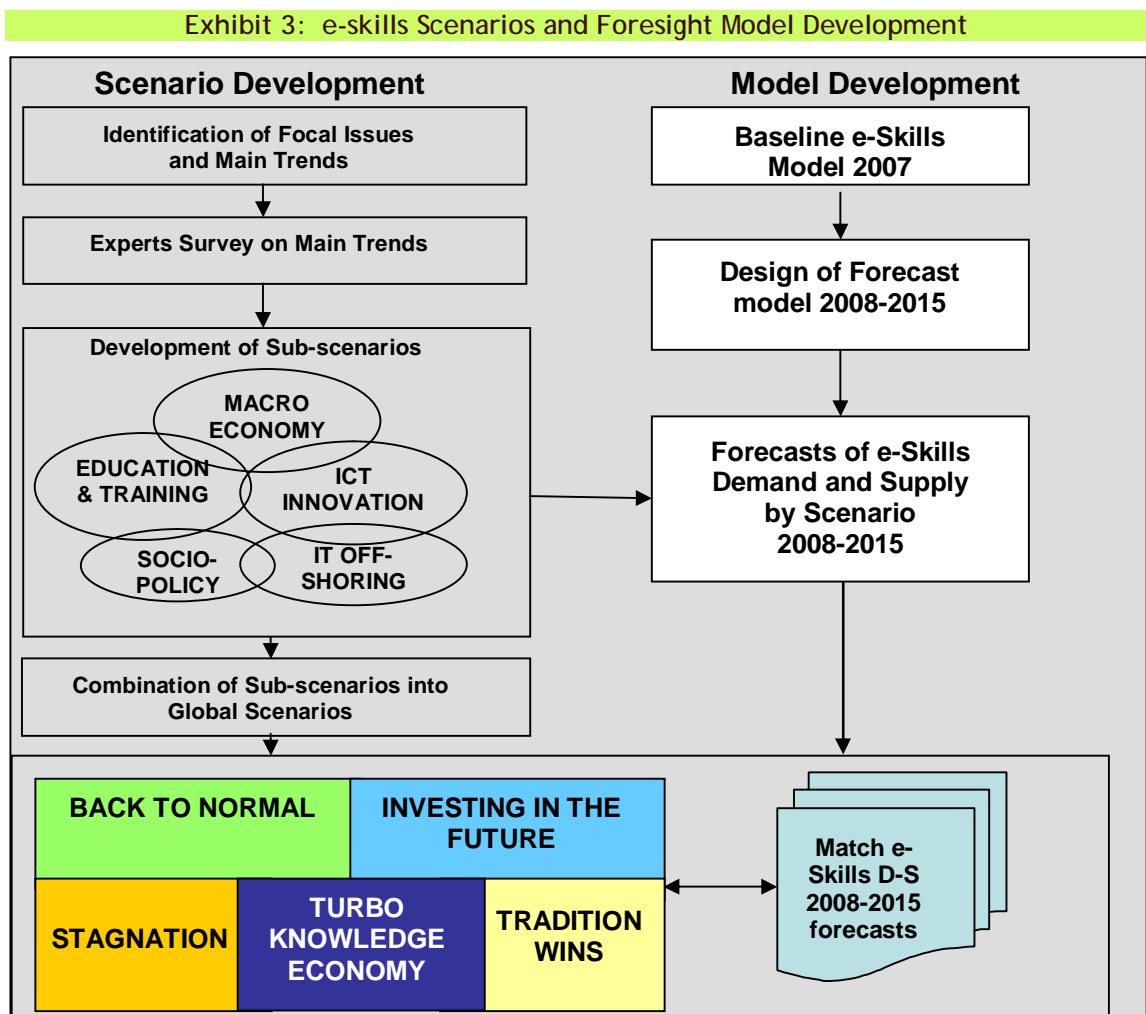 Exhibit 3: e-skills Scenarios and Foresight Model Development
Scenario Development
Identification of Focal Issues
and Main Trends
Experts Survey on Main Trends
Development of Sub-scenarios
MACRO
ECONOMY
EDUCATION
& TRAINING
ICT
INNOVATION
SOCIO-
POLICY
IT OFF-
SHORING
Combination of Sub-scenarios into
Global Scenarios
Model Development
Baseline e-Skills
Model 2007
Design of Forecast
model 2008-2015
Forecasts of e-Skills
Demand and Supply
by Scenario
2008-2015
BACK TO NORMAL
INVESTING IN THE
FUTURE
STAGNATION
TURBO
KNOWLEDGE
ECONOMY
TRADITION
WINS
Match e-
Skills D-S
2008-2015
forecasts